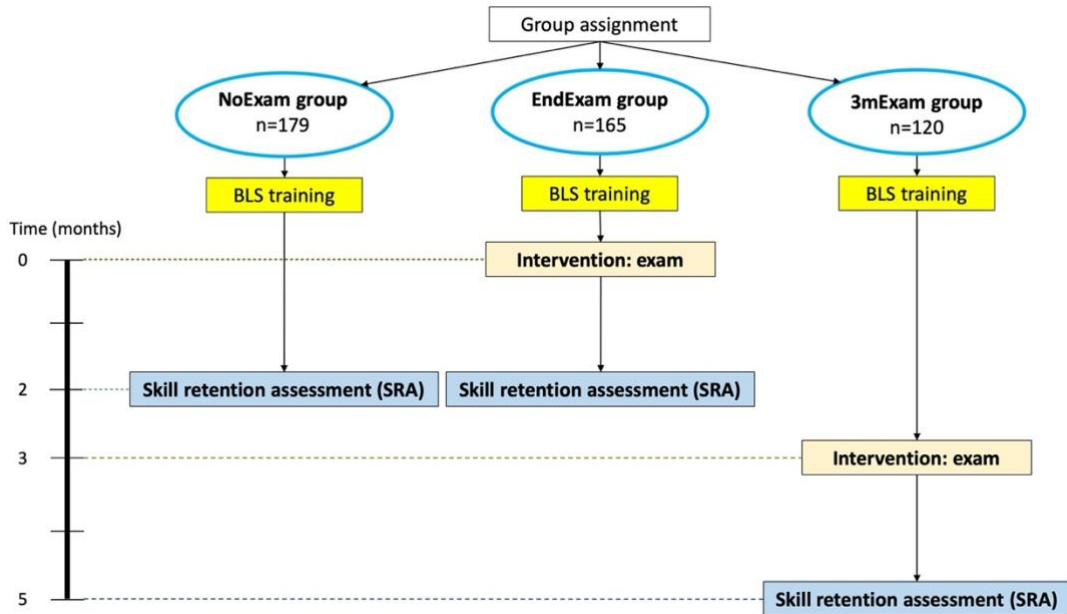 Group assignment
NoExam group
n=179
EndExam group
n=165
3mExam group
n=120
BLS training
BLS training
BLS training
Time (months)
0
Intervention: exam
2
Skill retention assessment (SRA)
Skill retention assessment (SRA)
3
Intervention: exam
5
Skill retention assessment (SRA)